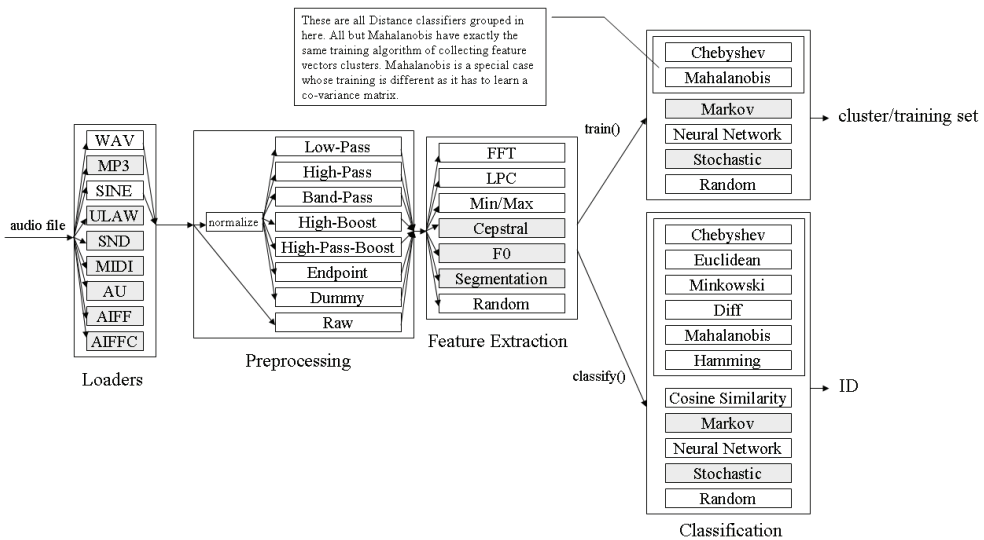 These are all Distance classifiers grouped in
here. All but Mahalanobis have exactly the
same training algorithm of collecting feature
vectors clusters. Mahalanobis is a special case
whose training is different as it has to learn a
co-variance matrix.
audio file
WAV
MP3
SINE
ULAW
SND
MIDI
AU
AIFF
AIFFC
Loaders
normalize
Low-Pass
High-Pass
Band-Pass
High-Boost
High-Pass-Boost
Endpoint
Dummy
Raw
Preprocessing
FFT
LPC
Min/Max
Cepstral
F0
Segmentation
Random
Feature Extraction
train()
classify()
Chebyshev
Mahalanobis
Markov
Neural Network
Stochastic
Random
cluster/training set
Chebyshev
Euclidean
Minkowski
Diff
Mahalanobis
Hamming
Cosine Similarity
Markov
Neural Network
Stochastic
Random
ID
Classification